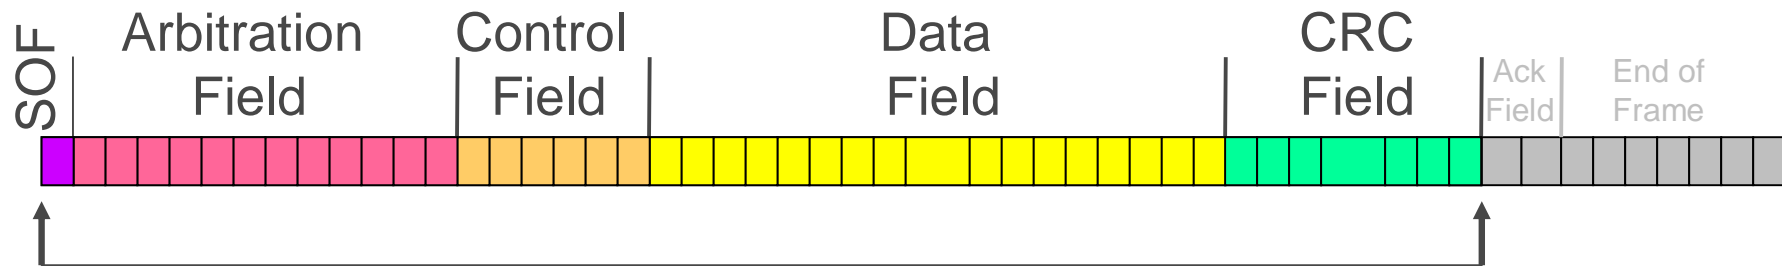 SOF
Arbitration
Field
Control
Field
Data
Field
CRC
Field
Ack
Field
End of
Frame